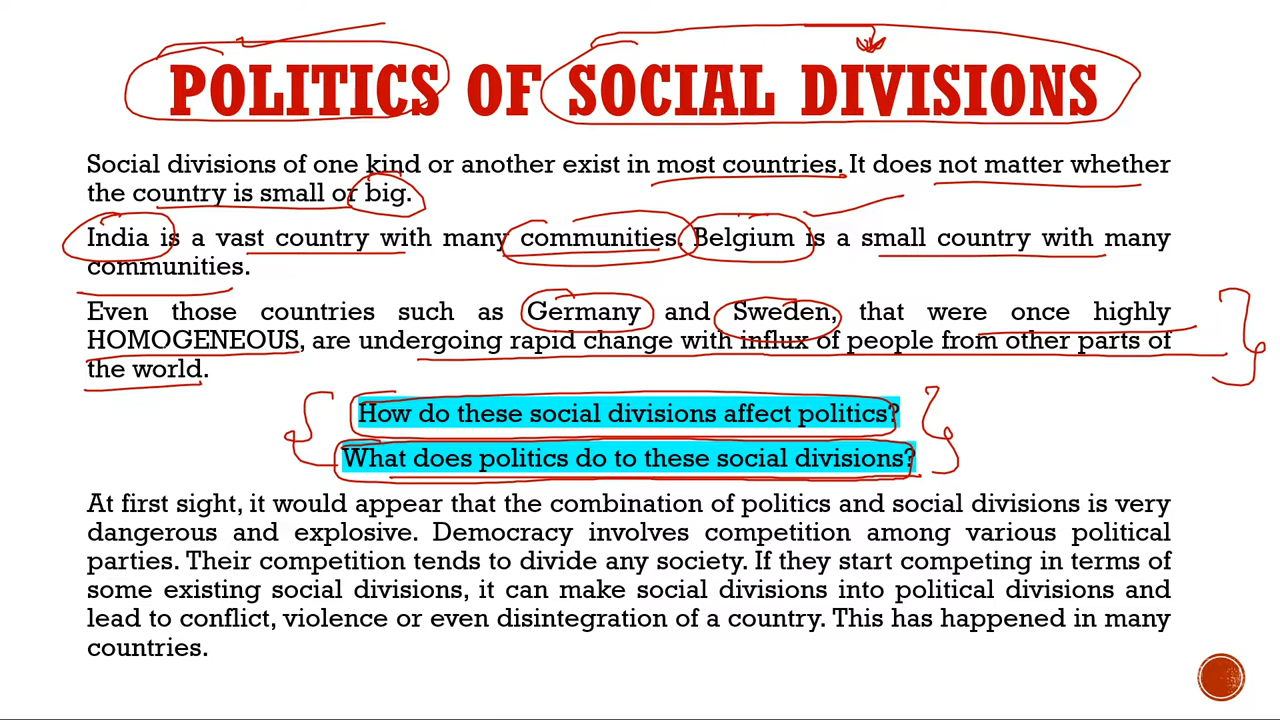 POLITICS OF SOCIAL DIVISIONS
Social divisions of one kind or another exist in most countries. It does not matter whether
the country is small or big.
India is a vast country with many communities. Belgium is a small country with many
communities.
Even those countries such as Germany and Sweden, that were once highly
HOMOGENEOUS, are undergoing rapid change with influx of people from other parts of
the world.
How do these social divisions affect politics?
What does politics do to these social divisions?
At first sight, it would appear that the combination of politics and social divisions is very
dangerous and explosive. Democracy involves competition among various political
parties. Their competition tends to divide any society. If they start competing in terms of
some existing social divisions, it can make social divisions into political divisions and
lead to conflict, violence or even disintegration of a country. This has happened in many
countries.